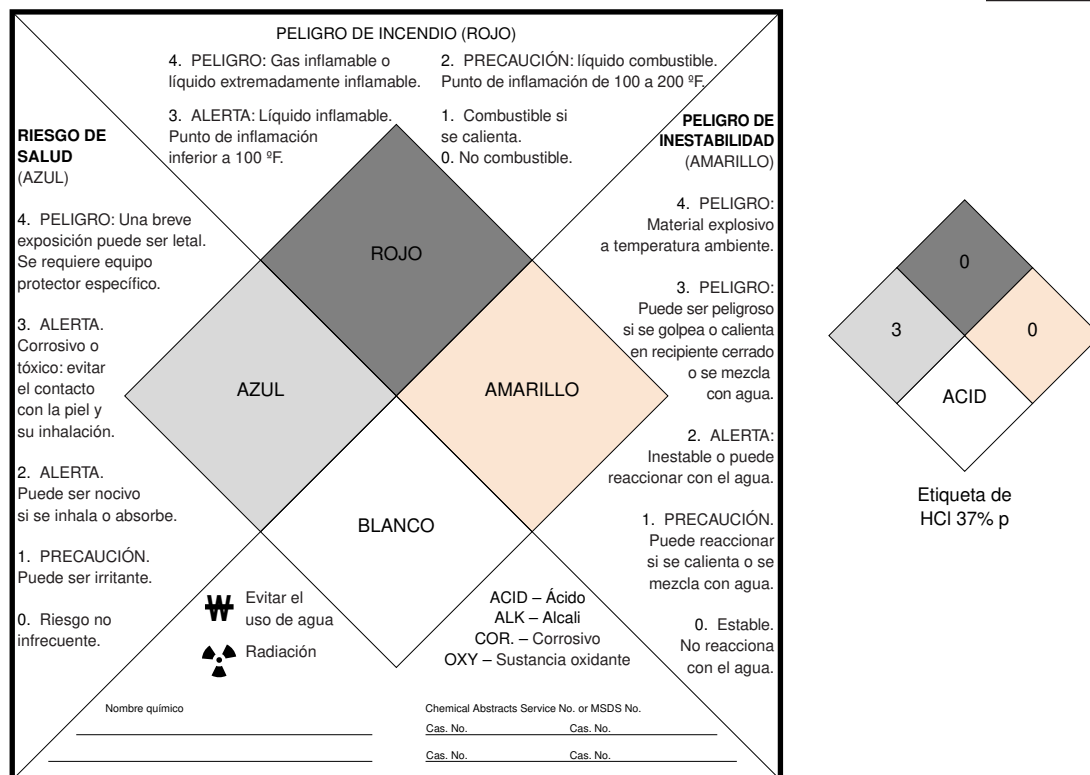 PELIGRO DE INCENDIO (ROJO)
4. PELIGRO: Gas inflamable o
líquido extremadamente inflamable.
3. ALERTA: Líquido inflamable.
Punto de inflamación
inferior a 100 ºF.
2. PRECAUCIÓN: líquido combustible.
Punto de inflamación de 100 a 200 ºF.
1. Combustible si
se calienta.
0. No combustible.
RIESGO DE
SALUD
(AZUL)
4. PELIGRO: Una breve
exposición puede ser letal.
Se requiere equipo
protector específico.
3. ALERTA.
Corrosivo o
tóxico: evitar
el contacto
con la piel y
su inhalación.
2. ALERTA.
Puede ser nocivo
si se inhala o absorbe.
1. PRECAUCIÓN.
Puede ser irritante.
0. Riesgo no
infrecuente.
ROJO
AZUL
AMARILLO
BLANCO
PELIGRO DE
INESTABILIDAD
(AMARILLO)
4. PELIGRO:
Material explosivo
a temperatura ambiente.
3. PELIGRO:
Puede ser peligroso
si se golpea o calienta
en recipiente cerrado
o se mezcla
con agua.
2. ALERTA:
Inestable o puede
reaccionar con el agua.
1. PRECAUCIÓN.
Puede reaccionar
si se calienta o se
mezcla con agua.
0. Estable.
No reacciona
con el agua.
W Evitar el
uso de agua
Radiación
ACID – Ácido
ALK – Alcali
COR. – Corrosivo
OXY – Sustancia oxidante
Nombre químico
Chemical Abstracts Service No. or MSDS No.
Cas. No. Cas. No.
Cas. No. Cas. No.
0
3 0
ACID
Etiqueta de
HCl 37% p